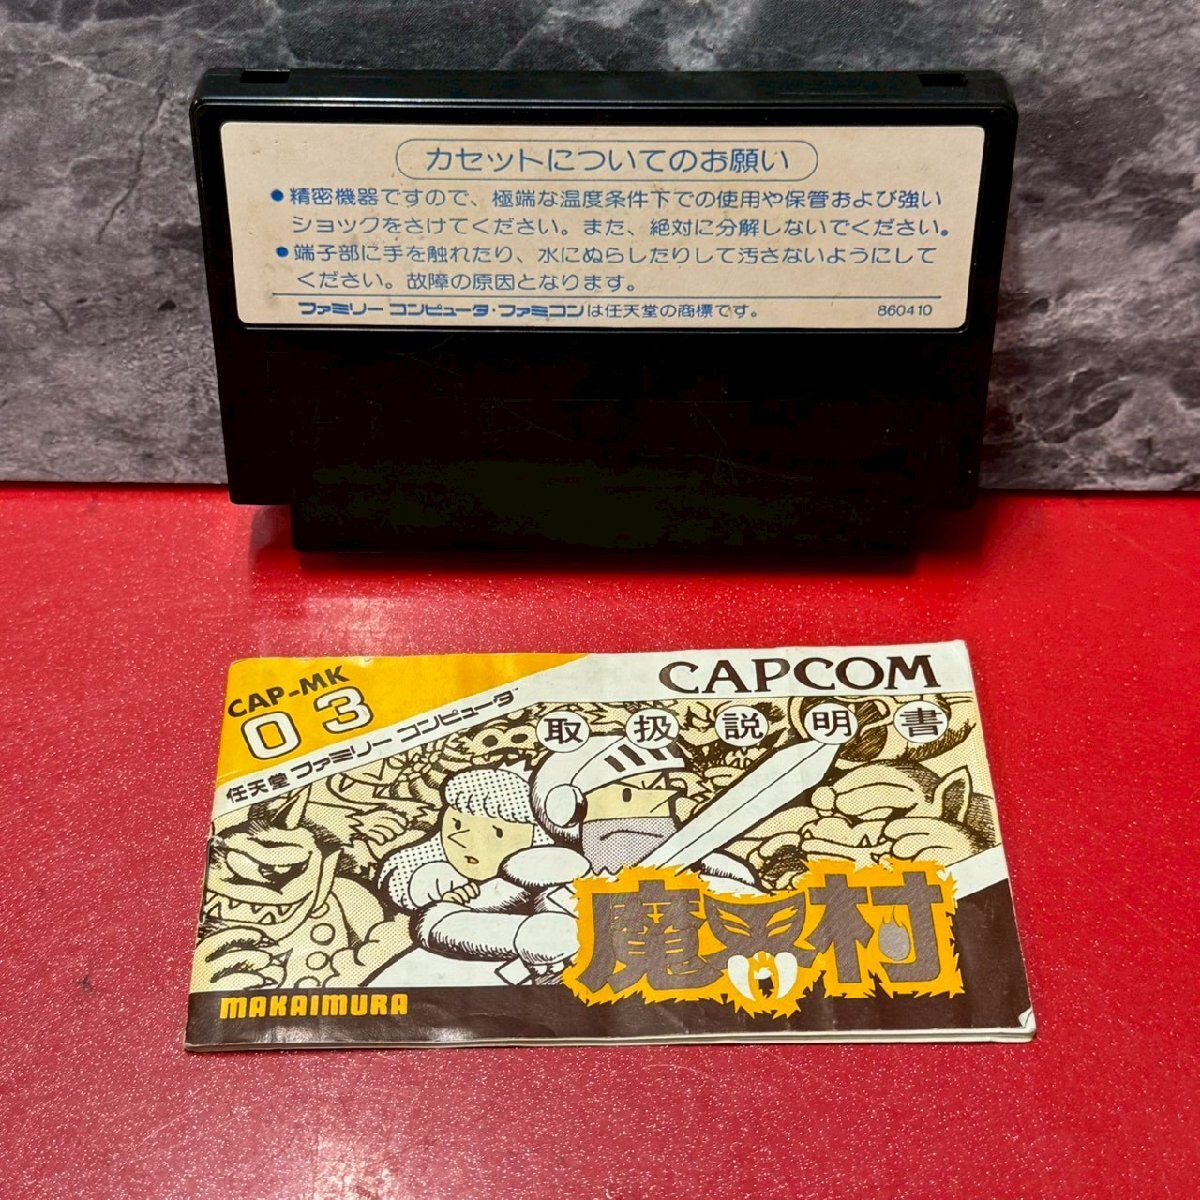 カセットについてのお願い
●精密機器ですので、極端な温度条件下での使用や保管および強い
ショックをさけてください。また、絶対に分解しないでください。
●端子部に手を触れたり、水にぬらしたりして汚さないようにして
ください。故障の原因となります。
ファミリーコンピュータ・ファミコンは任天堂の商標です。 860410
CAP-MK
03
任天堂 ファミリーコンピュータ™
CAPCOM
取扱説明書
魔界村
MAKAIMURA